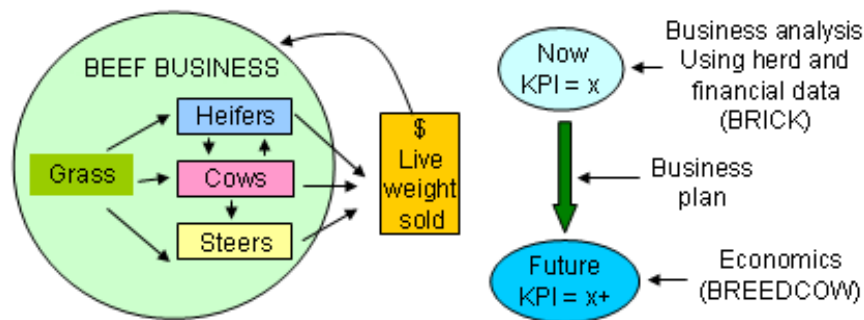 BEEF BUSINESS
Heifers
Grass
Cows
Steers
$
Live
weight
sold
Now
KPI = x
Business analysis
Using herd and
financial data
(BRICK)
Business
plan
Future
KPI = x+
Economics
(BREEDCOW)